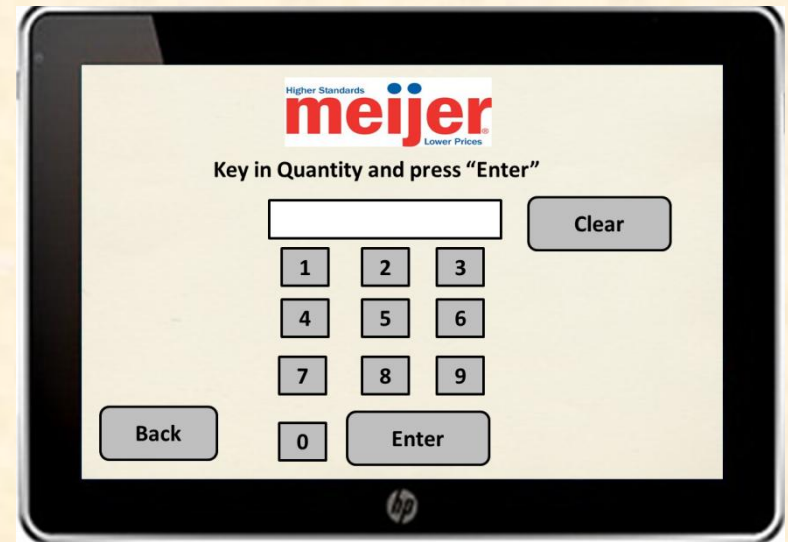 Higher Standards
meijer
Lower Prices
Key in Quantity and press “Enter”
Clear
1 2 3
4 5 6
7 8 9
Back 0 Enter
hp